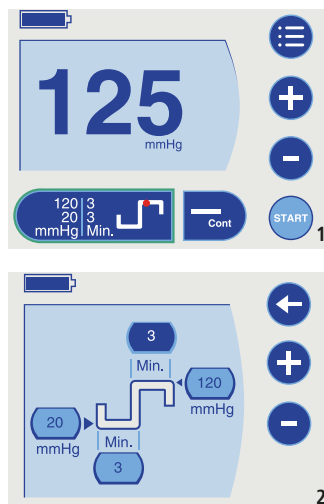 125
mmHg
120 3
20 3
mmHg Min.
Cont
START
1
3
Min.
120
mmHg
20
mmHg
Min.
3
2